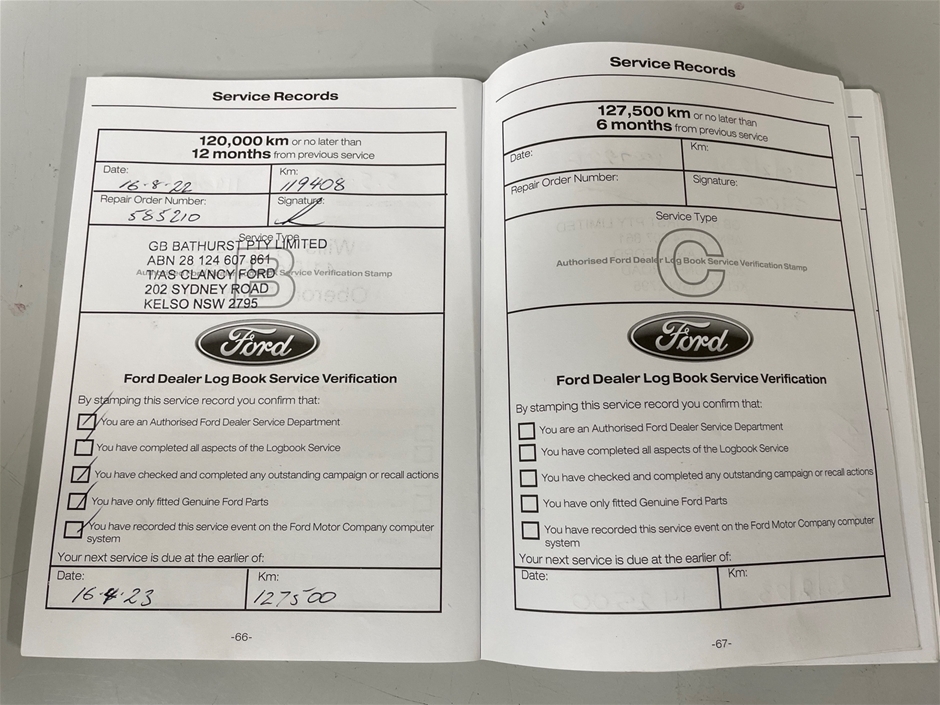 Service Records
120,000 km or no later than
12 months from previous service
Date:
16-8-22
Km:
119408
Repair Order Number:
585210
Signature:
Service Type
B
GB BATHURST PTY LIMITED
ABN 28 124 607 861
T/AS CLANCY FORD
Authorised Ford Dealer Log Book Service Verification Stamp
202 SYDNEY ROAD
KELSO NSW 2795
Ford
Ford Dealer Log Book Service Verification
By stamping this service record you confirm that:
You are an Authorised Ford Dealer Service Department
You have completed all aspects of the Logbook Service
You have checked and completed any outstanding campaign or recall actions
You have only fitted Genuine Ford Parts
You have recorded this service event on the Ford Motor Company computer
system
Your next service is due at the earlier of:
Date:
Km:
127500
-66-
Service Records
127,500 km or no later than
6 months from previous service
Date:
Km:
Repair Order Number:
Signature:
Service Type
C
Authorised Ford Dealer Log Book Service Verification Stamp
Ford
Ford Dealer Log Book Service Verification
By stamping this service record you confirm that:
You are an Authorised Ford Dealer Service Department
You have completed all aspects of the Logbook Service
You have checked and completed any outstanding campaign or recall actions
You have only fitted Genuine Ford Parts
You have recorded this service event on the Ford Motor Company computer
system
Your next service is due at the earlier of:
Date:
Km:
-67-